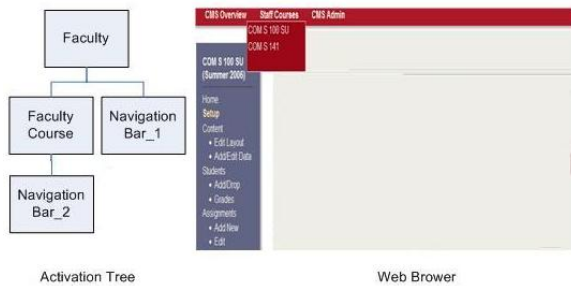 Faculty
Faculty
Course
Navigation
Bar_1
Navigation
Bar_2
Activation Tree
CMS Overview Staff Courses CMS Admin
COM S 100 SU
COM S 141
COM S 100 SU
(Summer 2006)
Home
Setup
Content
• Edit Layout
• Add/Edit Data
Students
• Add/Drop
• Grades
Assignments
• Add New
• Edit
Web Brower